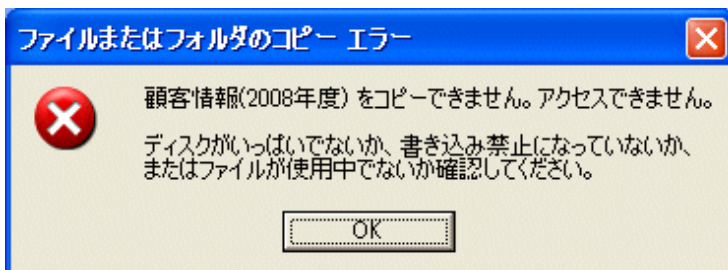 ファイルまたはフォルダのコピー エラー
顧客情報(2008年度) をコピーできません。アクセスできません。
ディスクがいっぱいでないか、書き込み禁止になっていないか、
またはファイルが使用中でないか確認してください。
OK